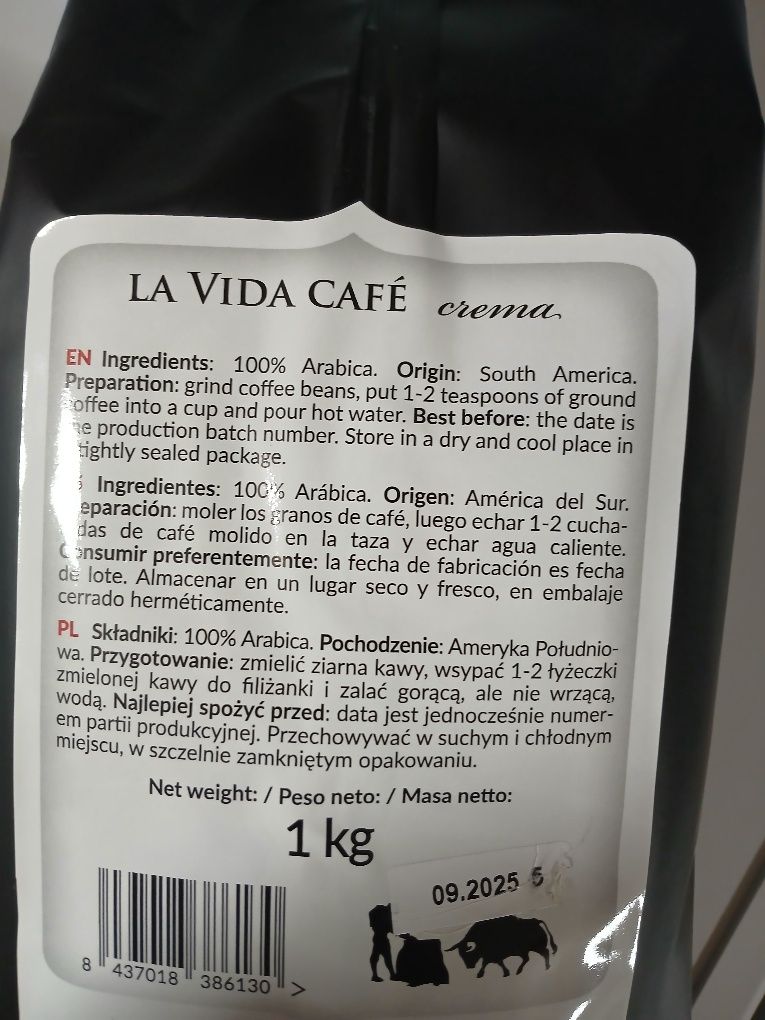 LA VIDA CAFÉ crema
EN Ingredients: 100% Arabica. Origin: South America.
Preparation: grind coffee beans, put 1-2 teaspoons of ground
coffee into a cup and pour hot water. Best before: the date is
the production batch number. Store in a dry and cool place in
tightly sealed package.
Ingredientes: 100% Arábica. Origen: América del Sur.
eparación: moler los granos de café, luego echar 1-2 cucha-
das de café molido en la taza y echar agua caliente.
Consumir preferentemente: la fecha de fabricación es fecha
de lote. Almacenar en un lugar seco y fresco, en embalaje
cerrado herméticamente.
PL Składniki: 100% Arabica. Pochodzenie: Ameryka Południo-
wa. Przygotowanie: zmielić ziarna kawy, wsypać 1-2 łyżeczki
zmielonej kawy do filiżanki i zalać gorącą, ale nie wrzącą,
wodą. Najlepiej spożyć przed: data jest jednocześnie numer-
em partii produkcyjnej. Przechowywać w suchym i chłodnym
miejscu, w szczelnie zamkniętym opakowaniu.
Net weight: / Peso neto: / Masa netto:
1 kg
09.2025
8 437018 386130 >